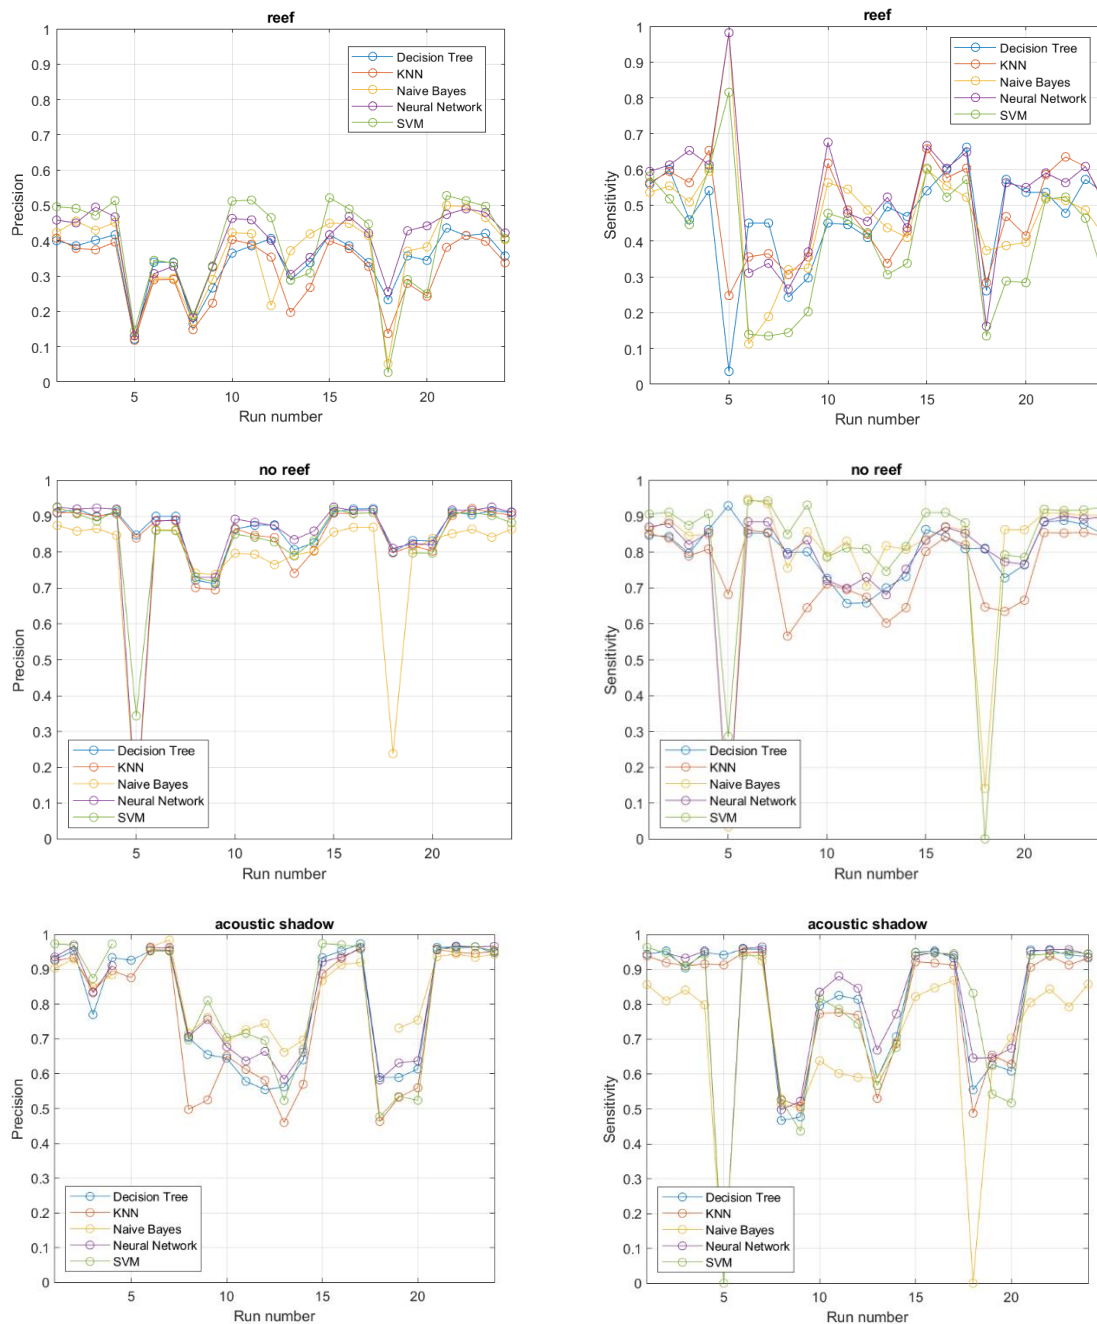 reef
Precision
1
0.9
0.8
0.7
0.6
0.5
0.4
0.3
0.2
0.1
0
5
10
15
20
Run number
Decision Tree
KNN
Naive Bayes
Neural Network
SVM
reef
Sensitivity
1
0.9
0.8
0.7
0.6
0.5
0.4
0.3
0.2
0.1
0
5
10
15
20
Run number
Decision Tree
KNN
Naive Bayes
Neural Network
SVM
no reef
Precision
1
0.9
0.8
0.7
0.6
0.5
0.4
0.3
0.2
0.1
0
5
10
15
20
Run number
Decision Tree
KNN
Naive Bayes
Neural Network
SVM
no reef
Sensitivity
1
0.9
0.8
0.7
0.6
0.5
0.4
0.3
0.2
0.1
0
5
10
15
20
Run number
Decision Tree
KNN
Naive Bayes
Neural Network
SVM
acoustic shadow
Precision
1
0.9
0.8
0.7
0.6
0.5
0.4
0.3
0.2
0.1
0
5
10
15
20
Run number
Decision Tree
KNN
Naive Bayes
Neural Network
SVM
acoustic shadow
Sensitivity
1
0.9
0.8
0.7
0.6
0.5
0.4
0.3
0.2
0.1
0
5
10
15
20
Run number
Decision Tree
KNN
Naive Bayes
Neural Network
SVM